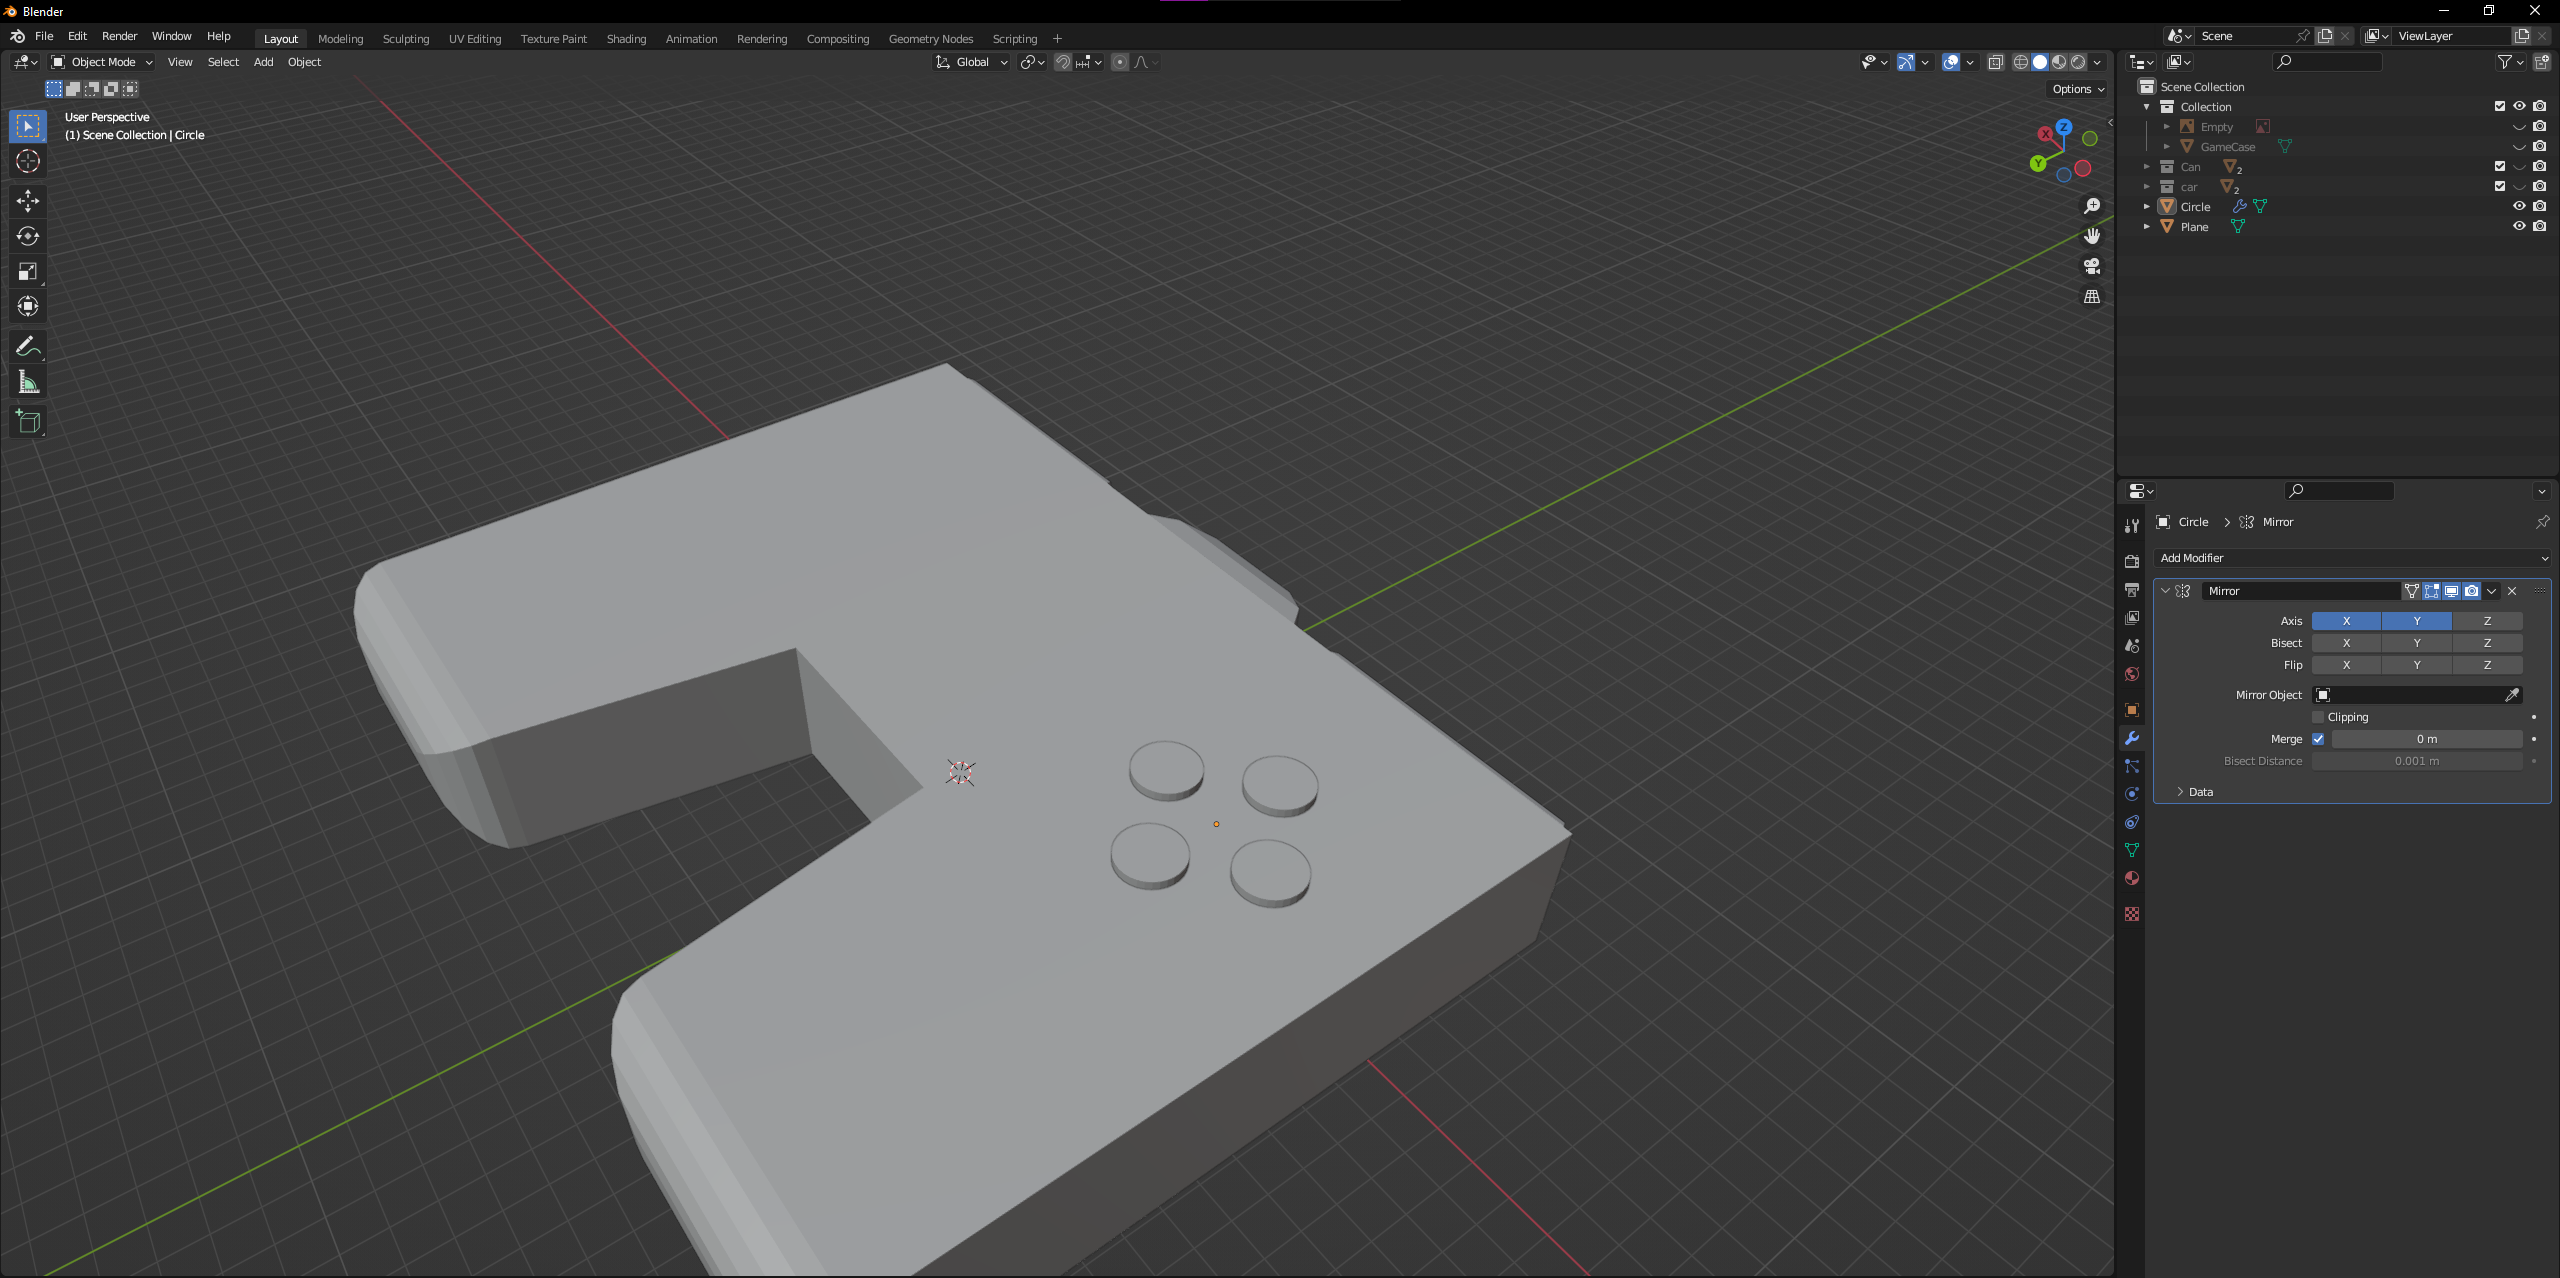 Blender
File Edit Render Window Help Layout Modeling Sculpting UV Editing Texture Paint Shading Animation Rendering Compositing Geometry Nodes Scripting + Scene ViewLayer
Object Mode View Select Add Object Global
Options
User Perspective
(1) Scene Collection | Circle
X Z Y
Scene Collection
Collection
Empty
GameCase
Can 2
car 2
Circle
Plane
Circle > Mirror
Add Modifier
Mirror
Axis X Y Z
Bisect X Y Z
Flip X Y Z
Mirror Object
Clipping
Merge 0 m
Bisect Distance 0.001 m
Data